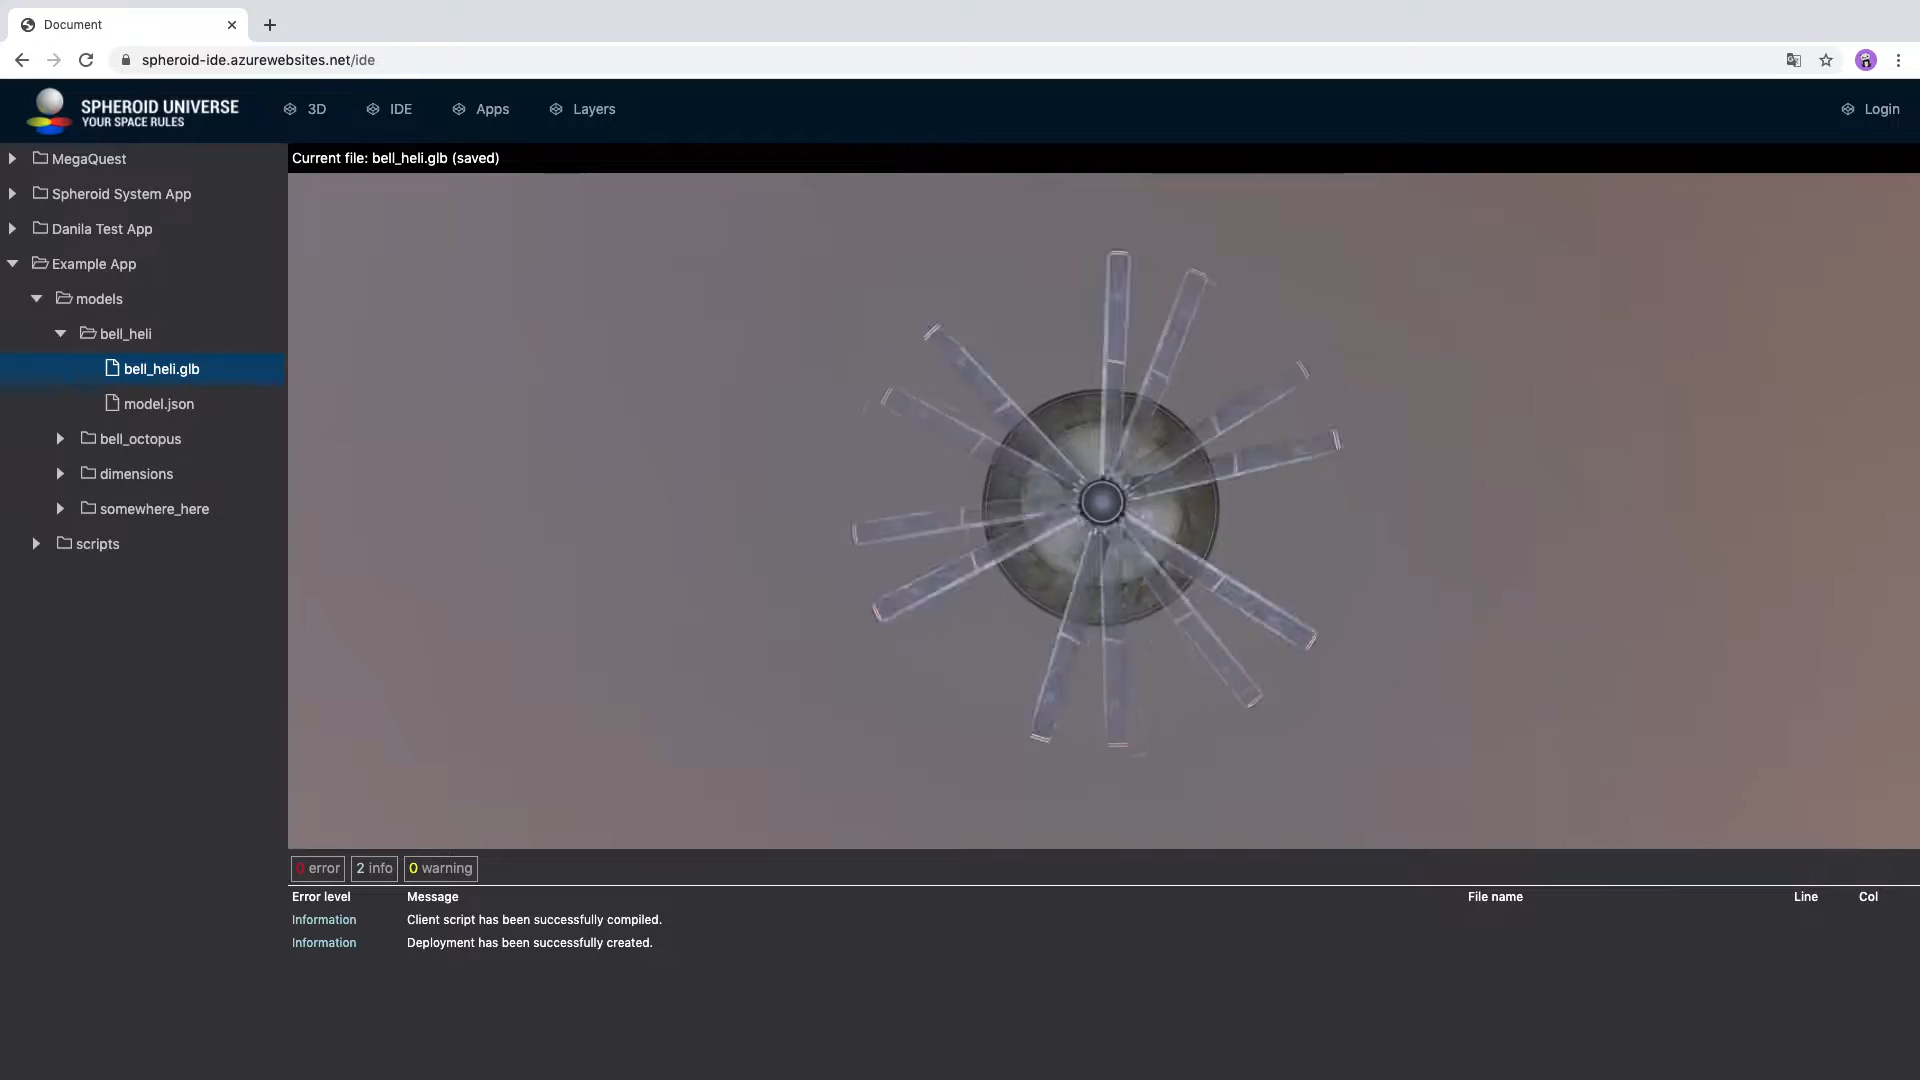 Document
spheroid-ide.azurewebsites.net/ide
SPHEROID UNIVERSE
YOUR SPACE RULES
3D
IDE
Apps
Layers
Login
MegaQuest
Spheroid System App
Danila Test App
Example App
models
bell_heli
bell_heli.glb
model.json
bell_octopus
dimensions
somewhere_here
scripts
Current file: bell_heli.glb (saved)
0 error
2 info
0 warning
Error level Message File name Line Col
Information Client script has been successfully compiled.
Information Deployment has been successfully created.